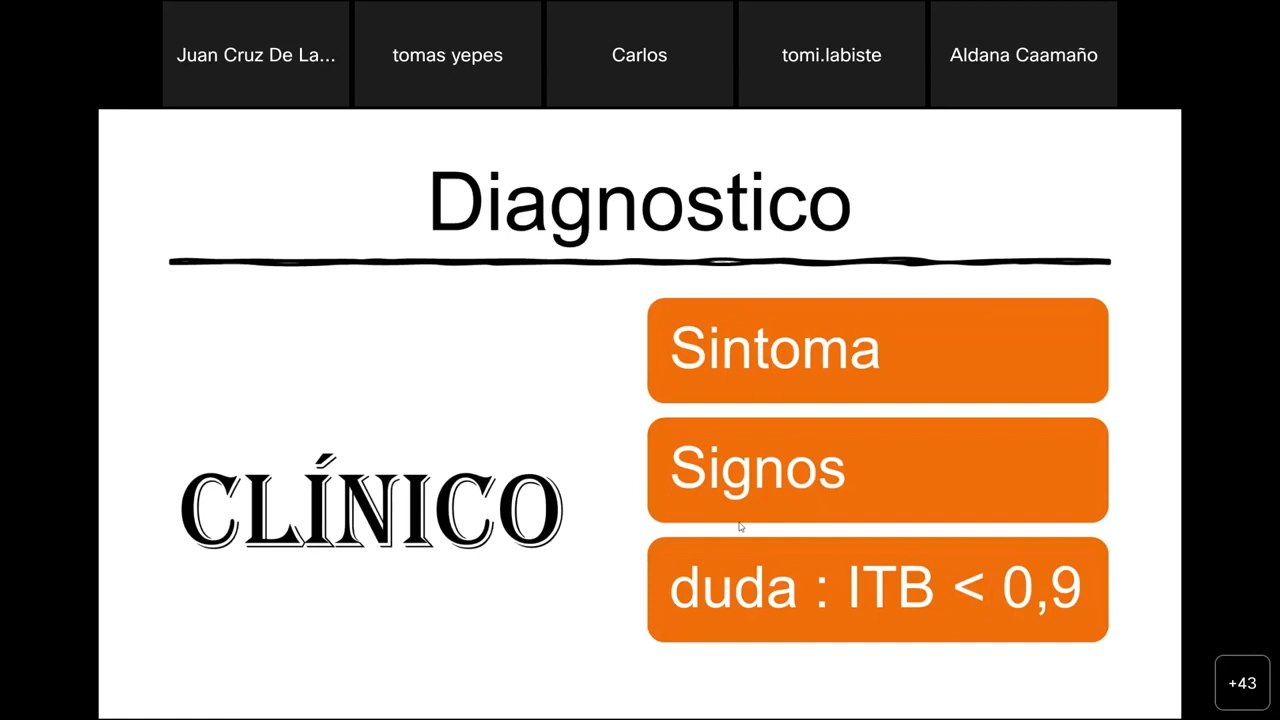 Juan Cruz De La...
tomas yepes
Carlos
tomi.labiste
Aldana Caamaño
Diagnostico
CLÍNICO
Sintoma
Signos
duda : ITB < 0,9
+43